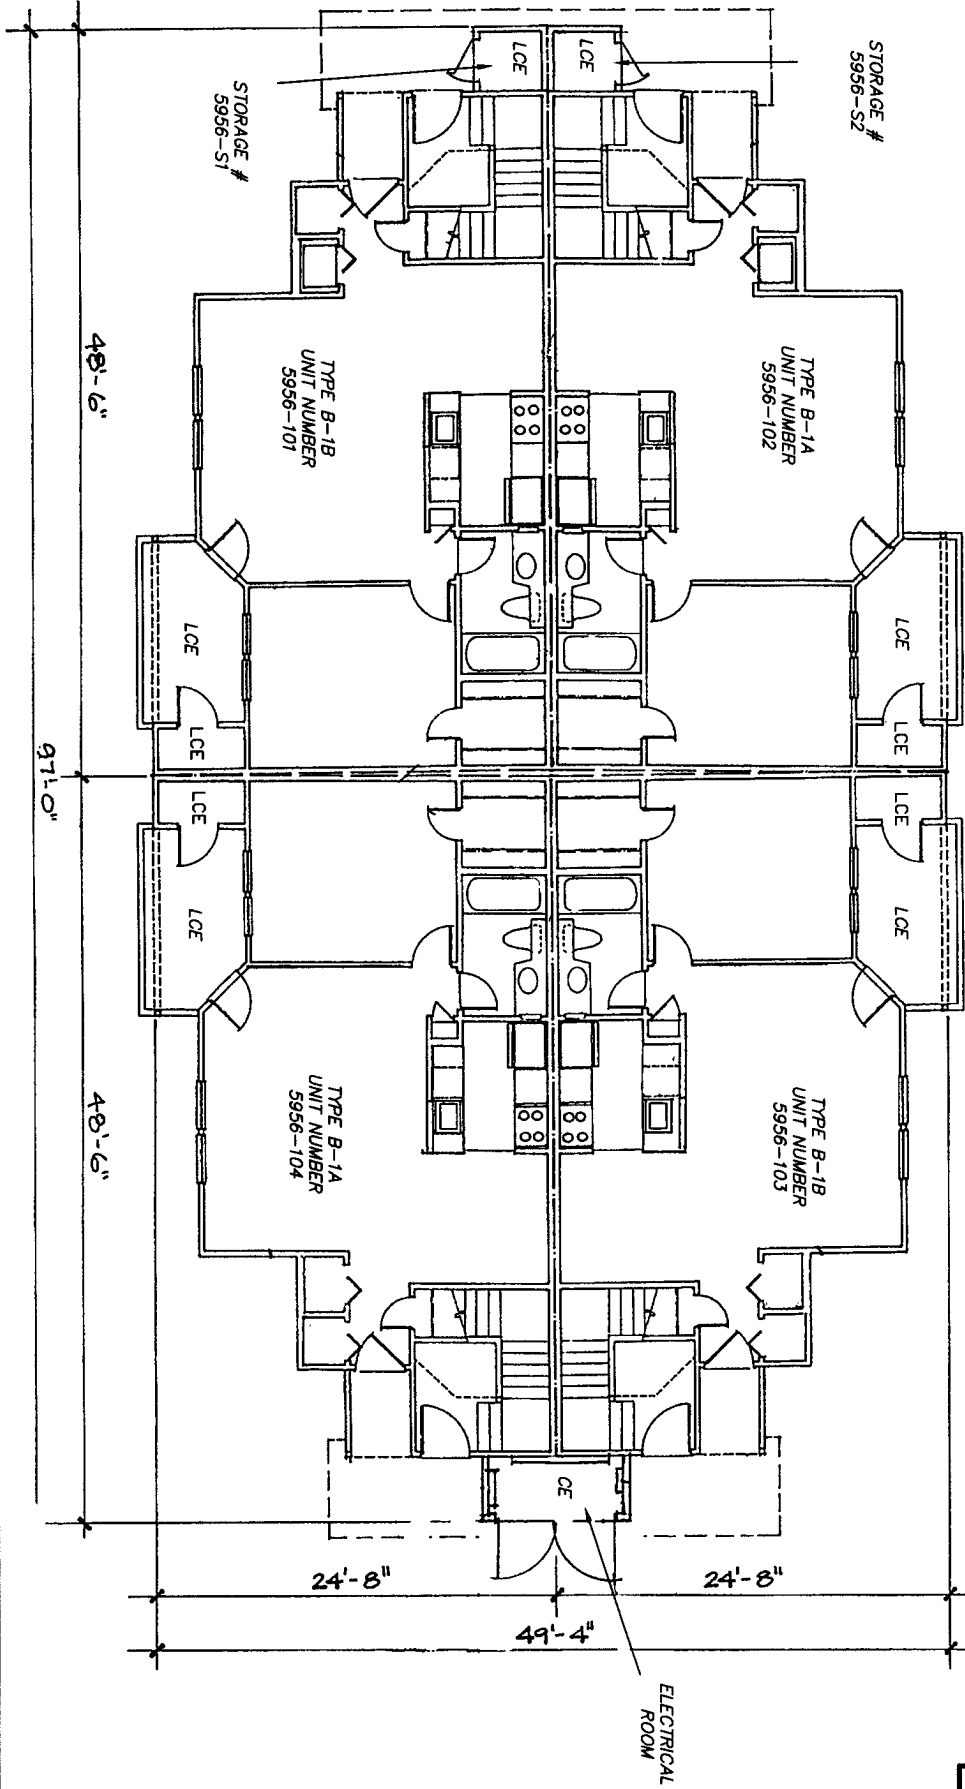 STORAGE #
5956-S2
LCE
LCE
STORAGE #
5956-S1
TYPE B-1A
UNIT NUMBER
5956-102
TYPE B-1B
UNIT NUMBER
5956-101
48'-6"
LCE
LCE
LCE
LCE
97'-0"
LCE
LCE
LCE
LCE
TYPE B-1B
UNIT NUMBER
5956-103
TYPE B-1A
UNIT NUMBER
5956-104
48'-6"
CE
24'-8"
24'-8"
49'-4"
ELECTRICAL
ROOM